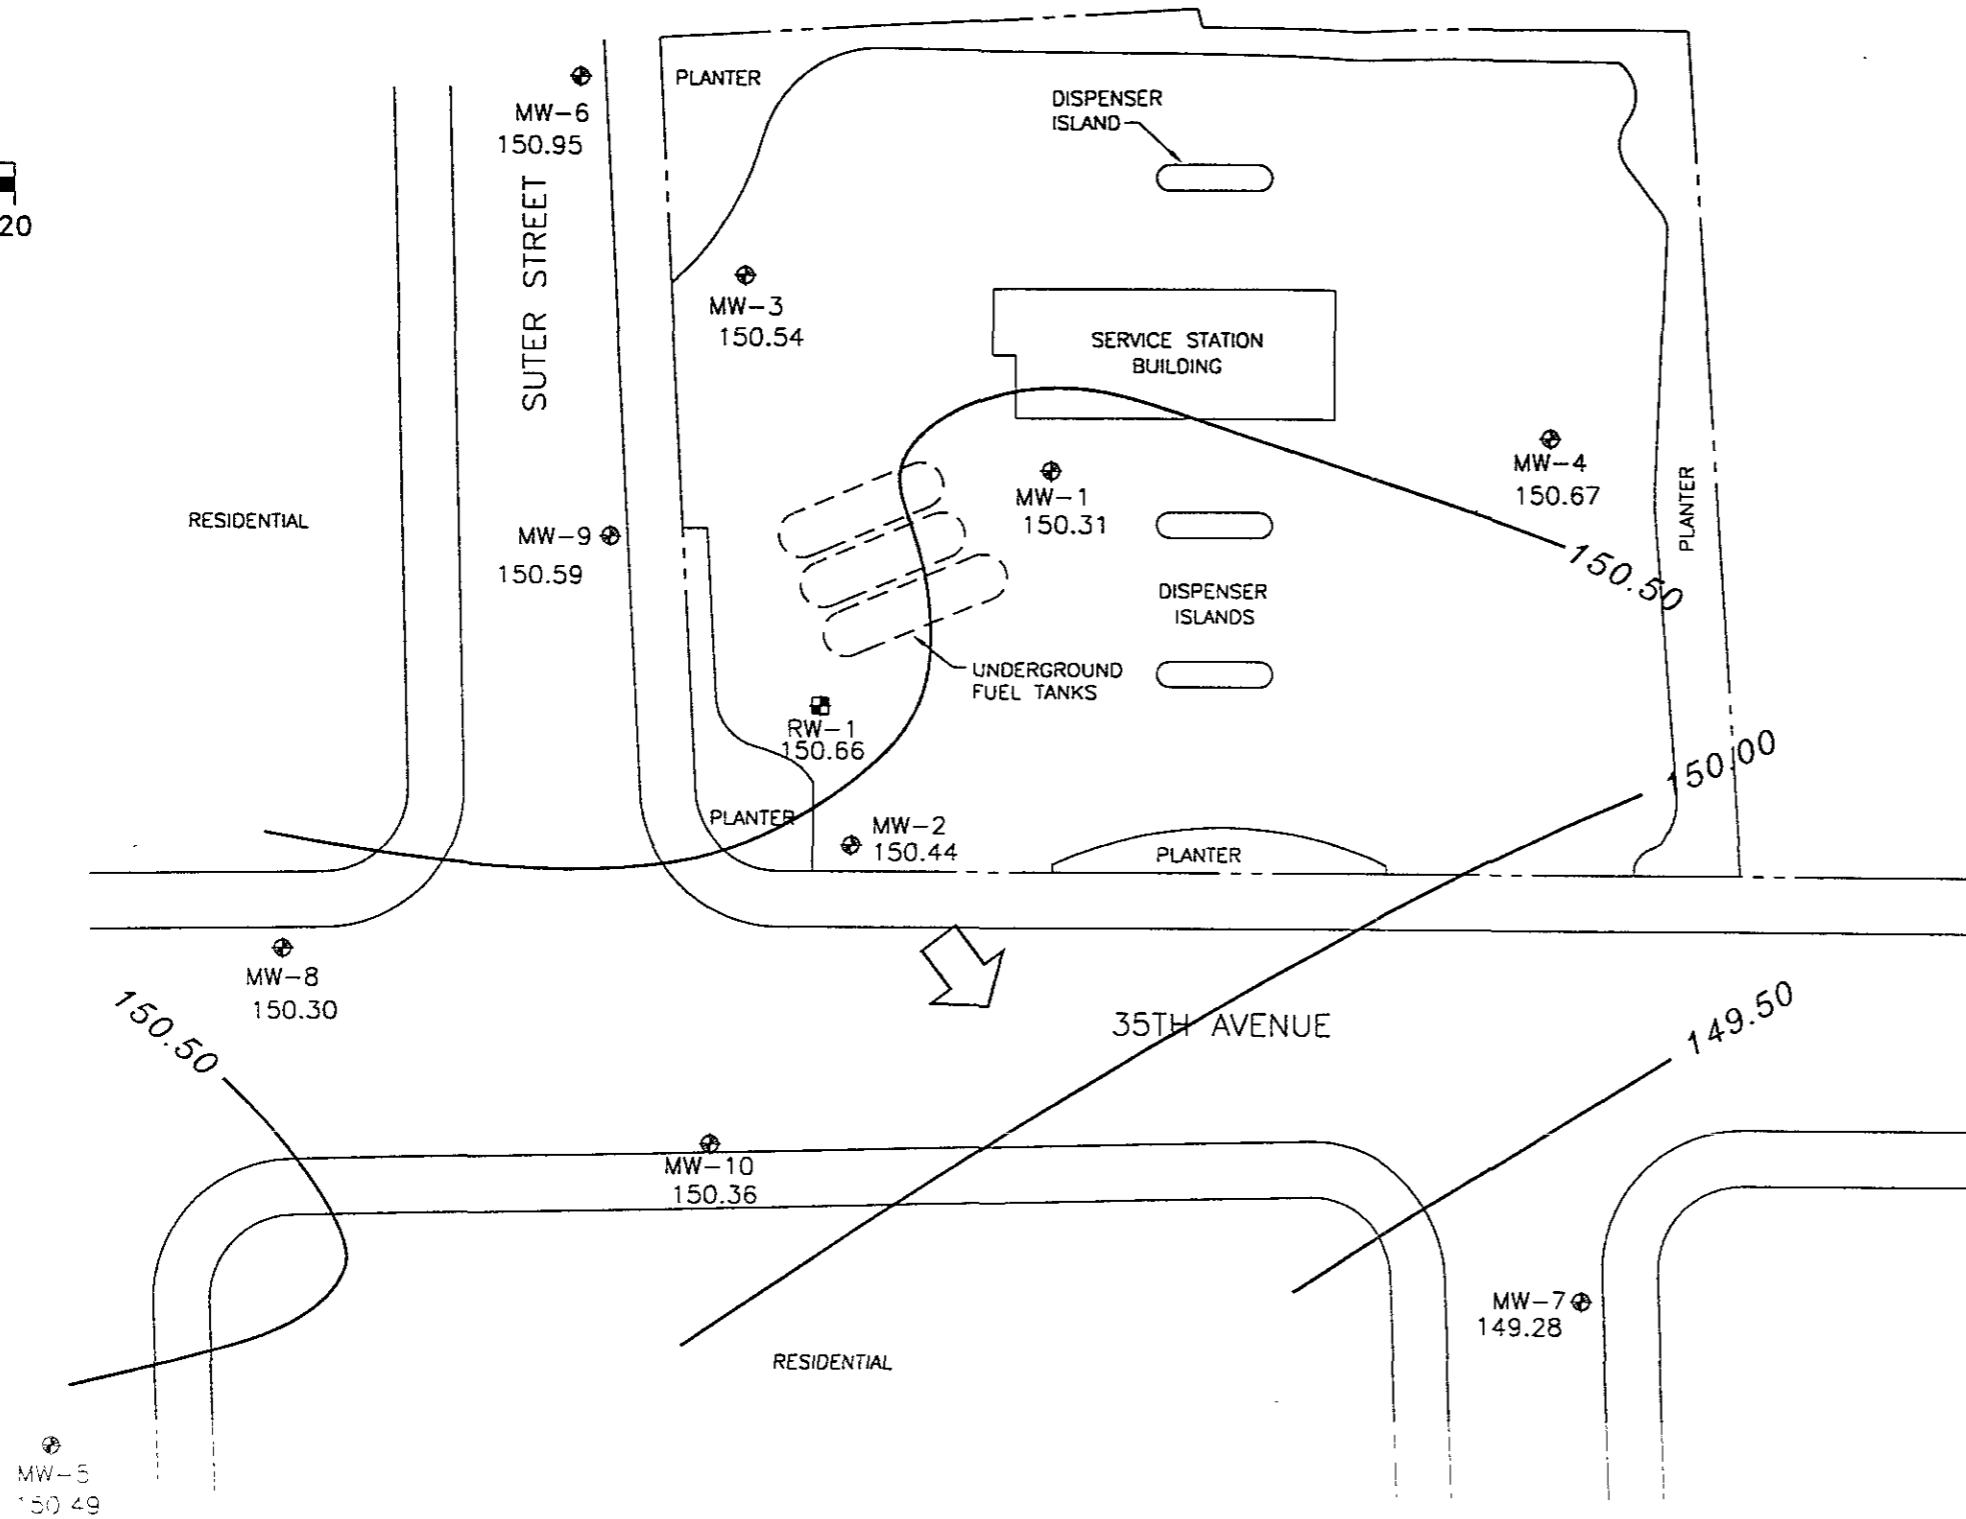 PLANTER
MW-6
150.95
DISPENSER
ISLAND
20
SUTER STREET
MW-3
150.54
SERVICE STATION
BUILDING
MW-4
150.67
PLANTER
RESIDENTIAL
MW-9
150.59
MW-1
150.31
150.50
DISPENSER
ISLANDS
UNDERGROUND
FUEL TANKS
RW-1
150.66
150.00
PLANTER
MW-2
150.44
PLANTER
MW-8
150.30
150.50
35TH AVENUE
149.50
MW-10
150.36
MW-7
149.28
RESIDENTIAL
MW-5
150.49